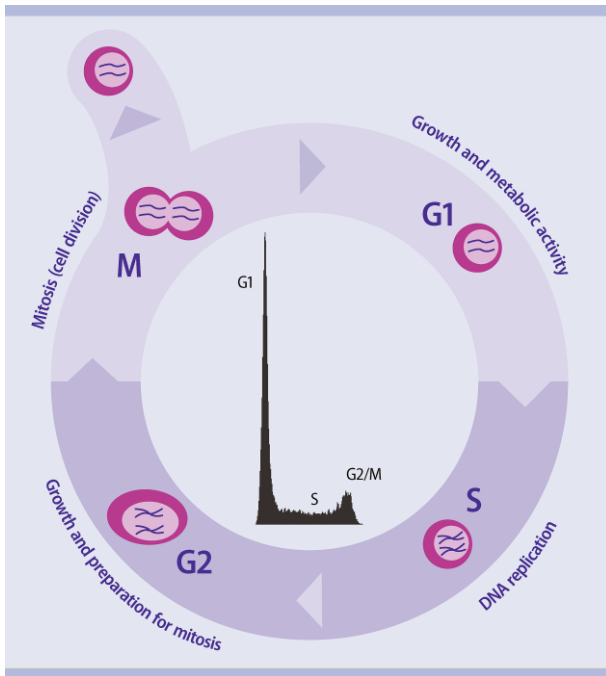 Growth and metabolic activity
G1
Mitosis (cell division)
M
G1
S
G2/M
S
DNA replication
G2
Growth and preparation for mitosis